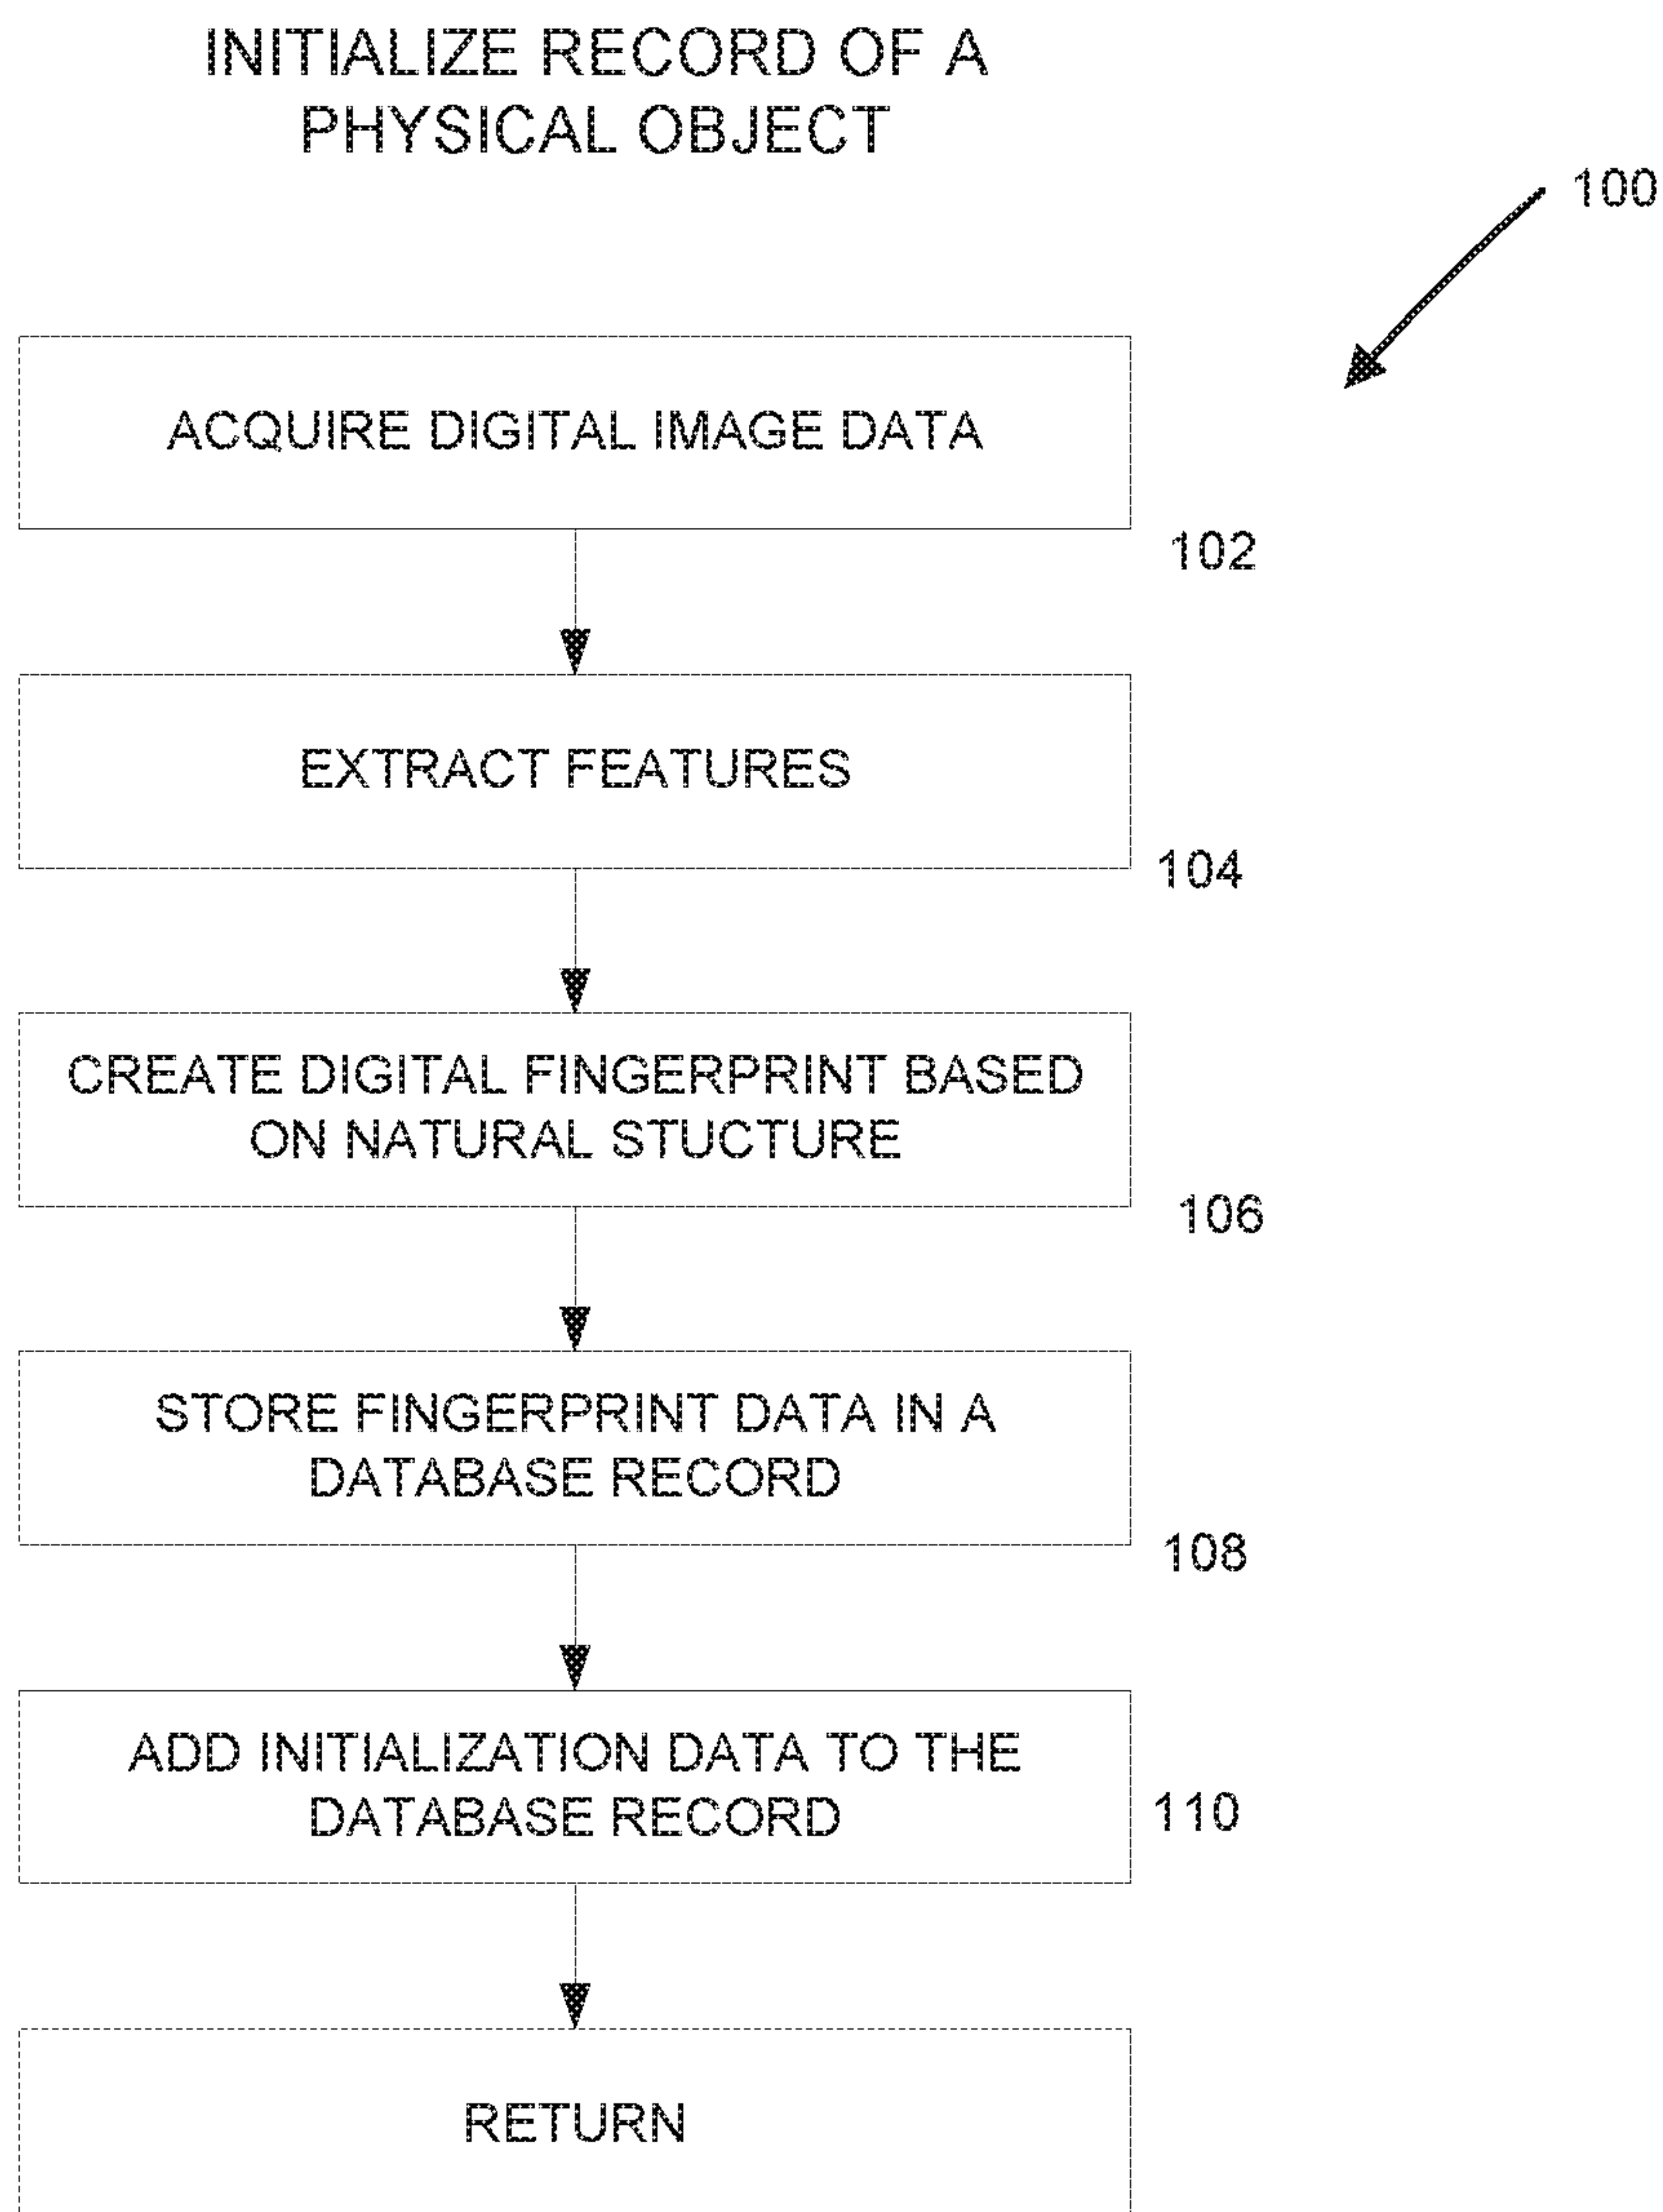 INITIALIZE RECORD OF A
PHYSICAL OBJECT
100
ACQUIRE DIGITAL IMAGE DATA
102
EXTRACT FEATURES
104
CREATE DIGITAL FINGERPRINT BASED
ON NATURAL STUCTURE
106
STORE FINGERPRINT DATA IN A
DATABASE RECORD
108
ADD INITIALIZATION DATA TO THE
DATABASE RECORD
110
RETURN